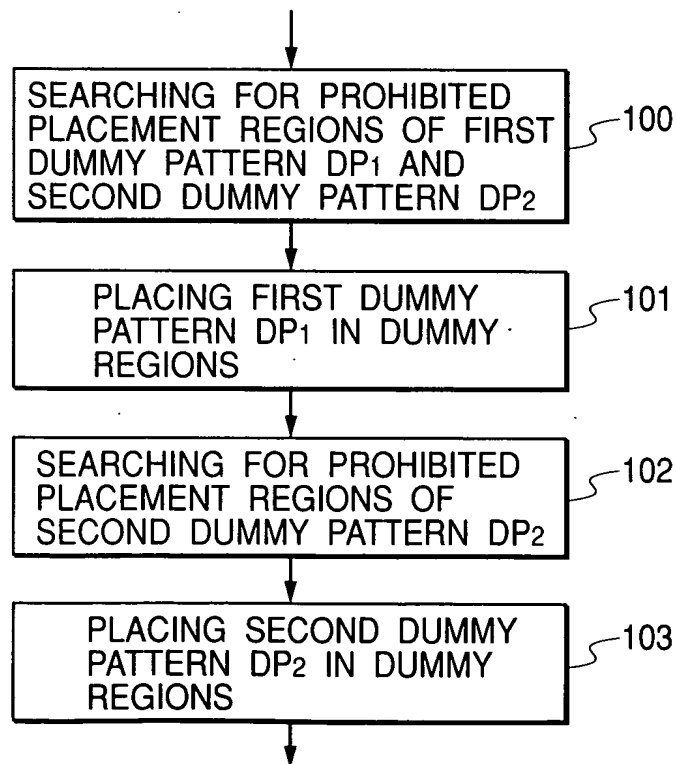 SEARCHING FOR PROHIBITED
PLACEMENT REGIONS OF FIRST
DUMMY PATTERN DP1 AND
SECOND DUMMY PATTERN DP2
100
PLACING FIRST DUMMY
PATTERN DP1 IN DUMMY
REGIONS
101
SEARCHING FOR PROHIBITED
PLACEMENT REGIONS OF
SECOND DUMMY PATTERN DP2
102
PLACING SECOND DUMMY
PATTERN DP2 IN DUMMY
REGIONS
103